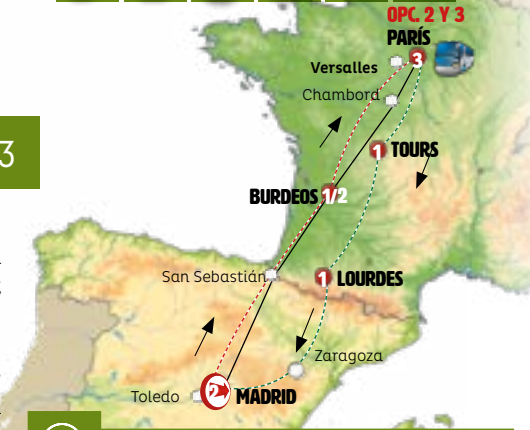 OPC. 2 Y 3
PARÍS
3
Versalles
Chambord
3
1 TOURS
BURDEOS 1/2
San Sebastián
1 LOURDES
Zaragoza
Toledo
2 MADRID